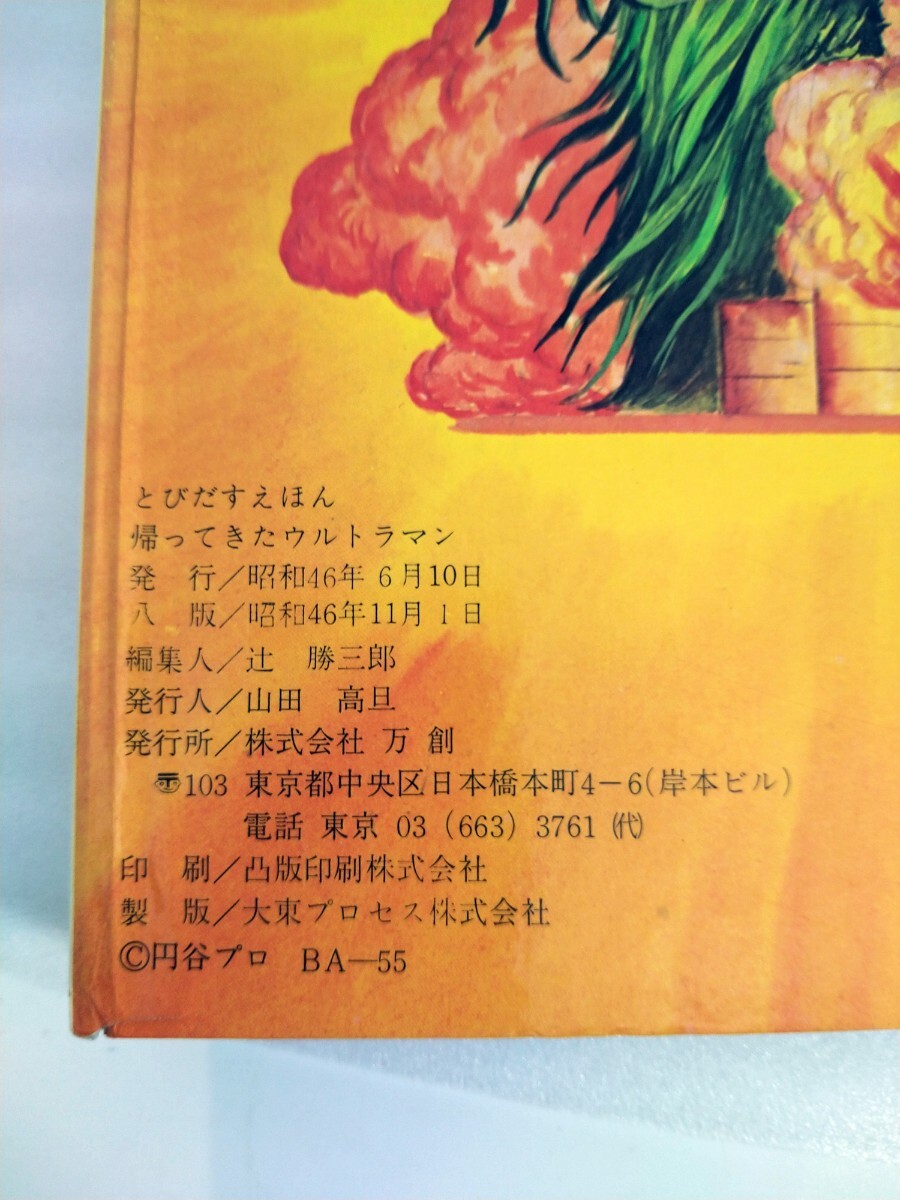 とびだすえほん
帰ってきたウルトラマン
発　行／昭和46年 6月10日
八　版／昭和46年11月 1日
編集人／辻　勝三郎
発行人／山田　高旦
発行所／株式会社 万 創
〠103 東京都中央区日本橋本町4−6(岸本ビル)
電話 東京 03 (663) 3761 ㈹
印　刷／凸版印刷株式会社
製　版／大東プロセス株式会社
©円谷プロ　BA—55